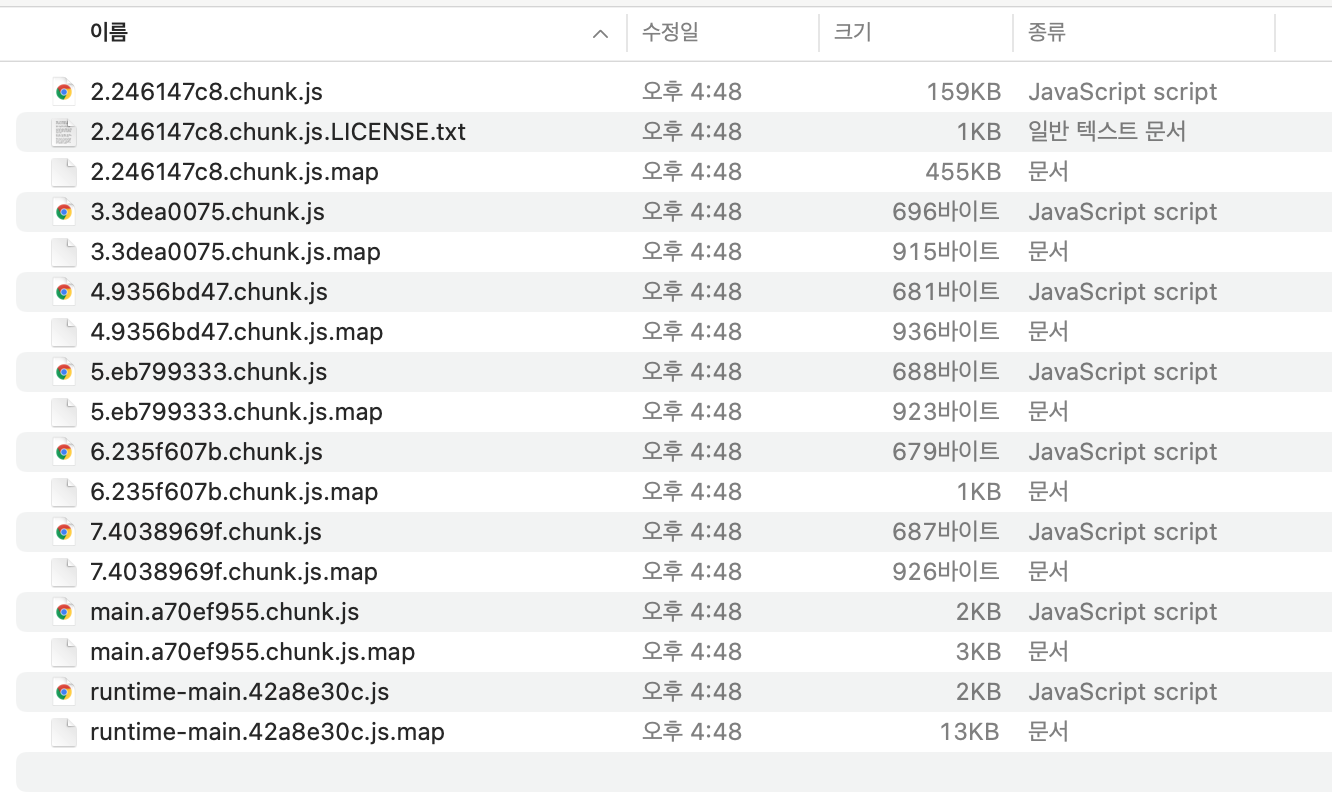 이름 수정일 크기 종류
2.246147c8.chunk.js 오후 4:48 159KB JavaScript script
2.246147c8.chunk.js.LICENSE.txt 오후 4:48 1KB 일반 텍스트 문서
2.246147c8.chunk.js.map 오후 4:48 455KB 문서
3.3dea0075.chunk.js 오후 4:48 696바이트 JavaScript script
3.3dea0075.chunk.js.map 오후 4:48 915바이트 문서
4.9356bd47.chunk.js 오후 4:48 681바이트 JavaScript script
4.9356bd47.chunk.js.map 오후 4:48 936바이트 문서
5.eb799333.chunk.js 오후 4:48 688바이트 JavaScript script
5.eb799333.chunk.js.map 오후 4:48 923바이트 문서
6.235f607b.chunk.js 오후 4:48 679바이트 JavaScript script
6.235f607b.chunk.js.map 오후 4:48 1KB 문서
7.4038969f.chunk.js 오후 4:48 687바이트 JavaScript script
7.4038969f.chunk.js.map 오후 4:48 926바이트 문서
main.a70ef955.chunk.js 오후 4:48 2KB JavaScript script
main.a70ef955.chunk.js.map 오후 4:48 3KB 문서
runtime-main.42a8e30c.js 오후 4:48 2KB JavaScript script
runtime-main.42a8e30c.js.map 오후 4:48 13KB 문서